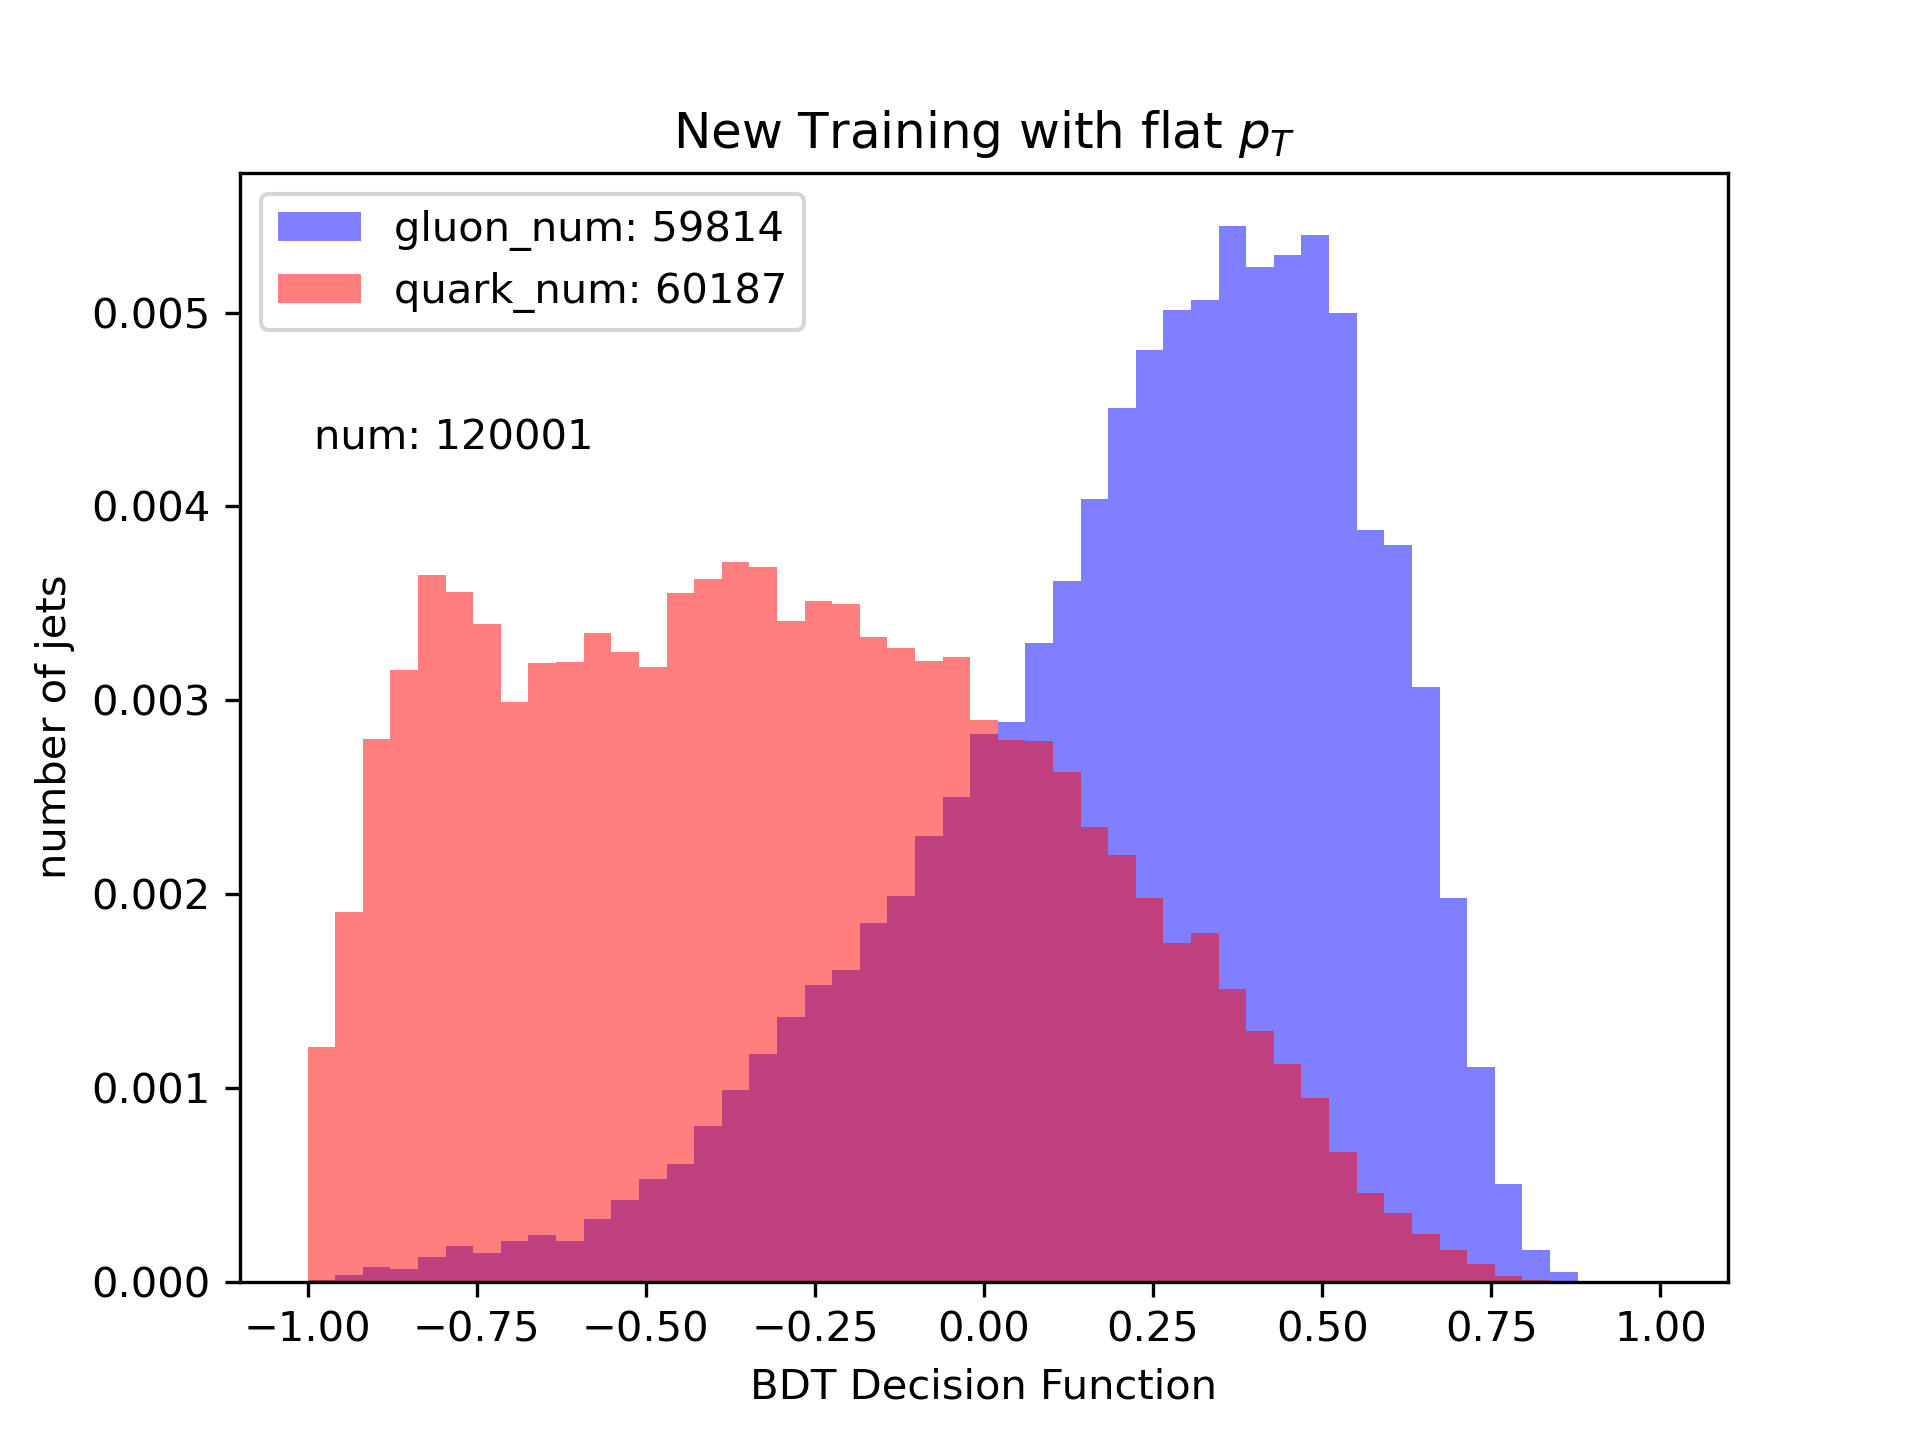 New Training with flat p_T
gluon_num: 59814
quark_num: 60187
num: 120001
number of jets
0.005
0.004
0.003
0.002
0.001
0.000
−1.00 −0.75 −0.50 −0.25 0.00 0.25 0.50 0.75 1.00
BDT Decision Function